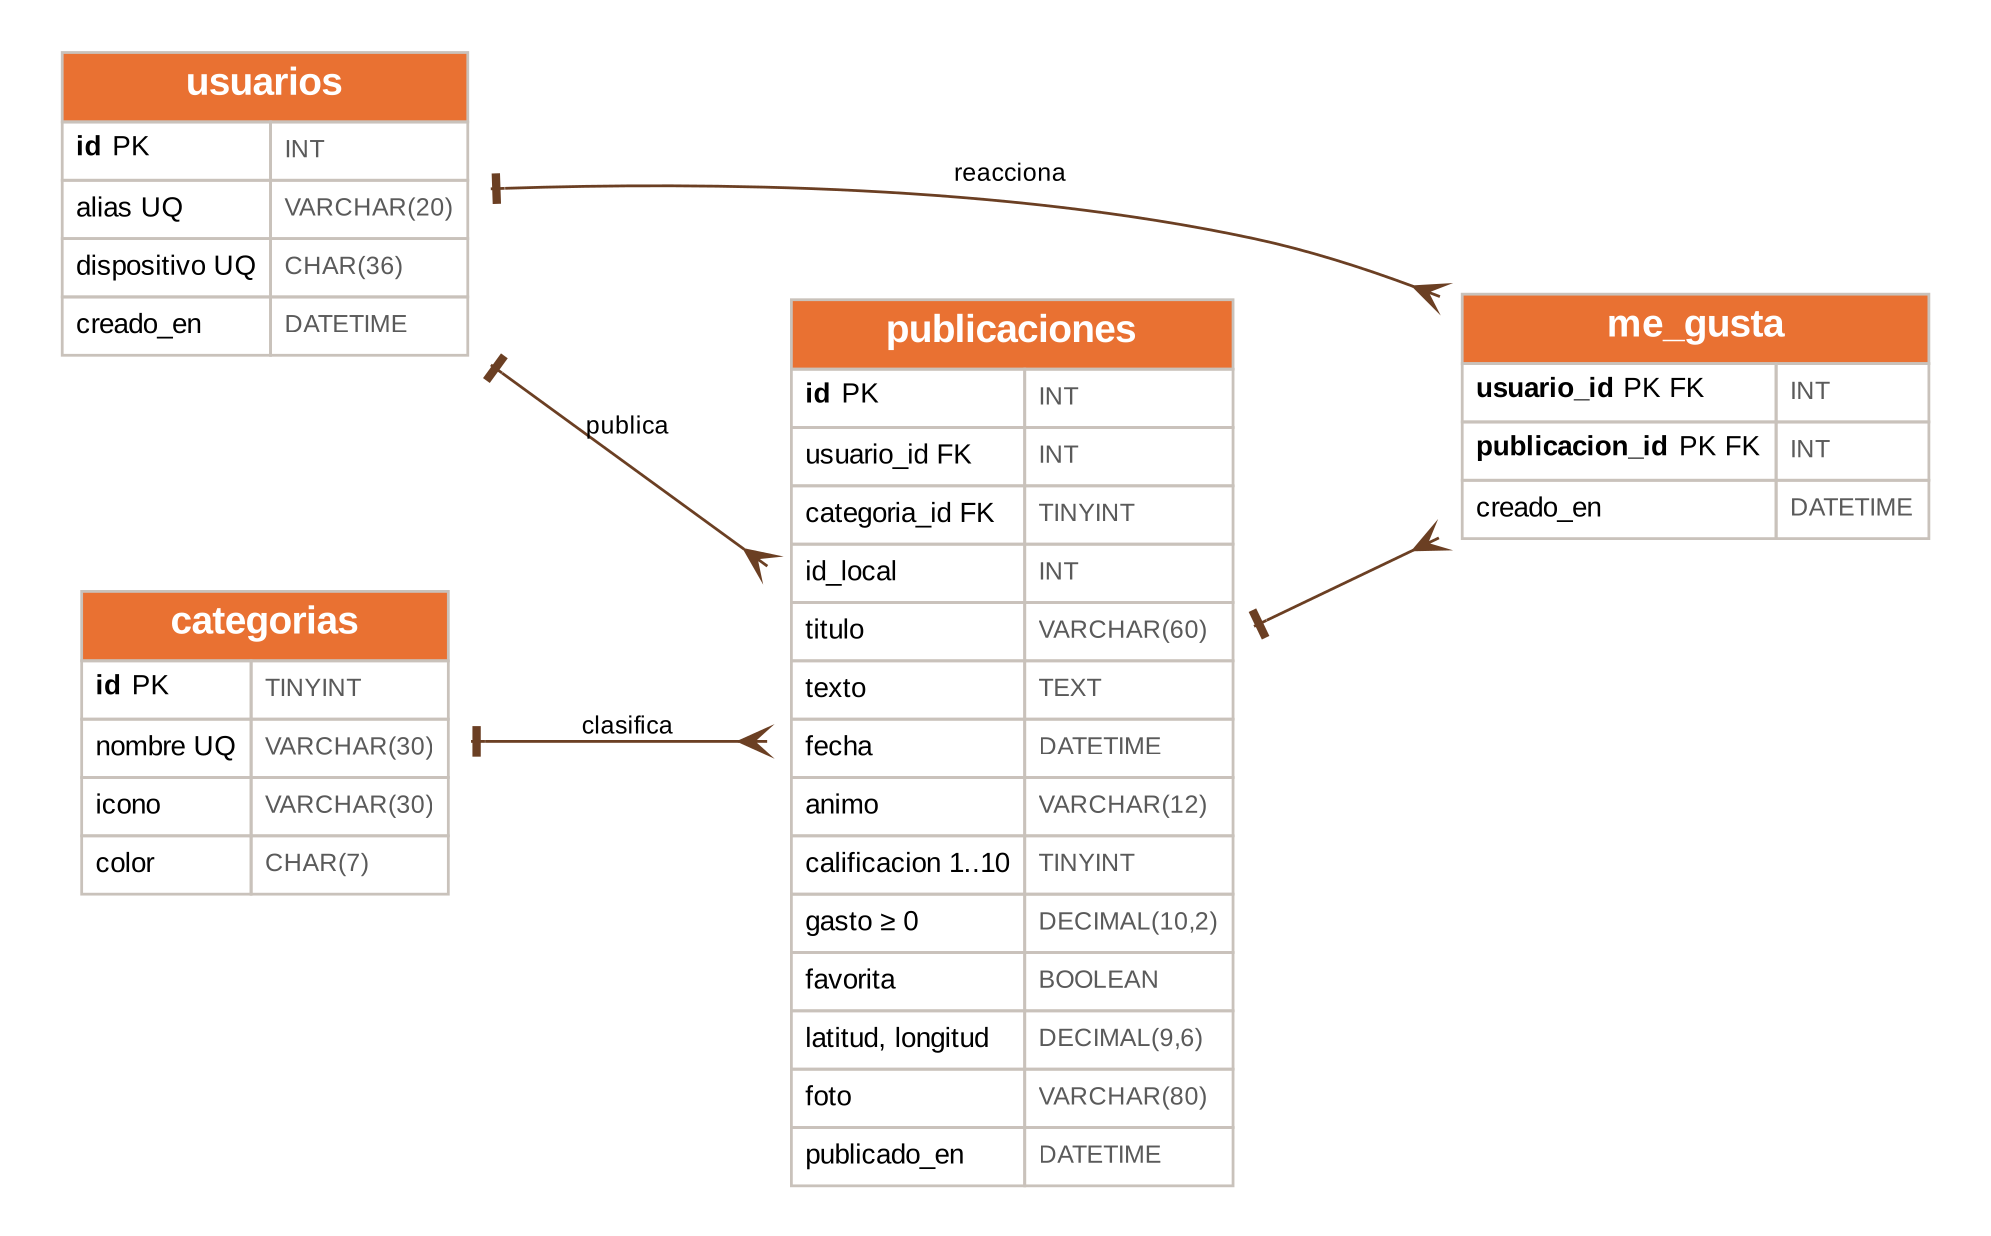 usuarios
id PK INT
alias UQ VARCHAR(20)
dispositivo UQ CHAR(36)
creado_en DATETIME
reacciona
publica
categorias
id PK TINYINT
nombre UQ VARCHAR(30)
icono VARCHAR(30)
color CHAR(7)
clasifica
publicaciones
id PK INT
usuario_id FK INT
categoria_id FK TINYINT
id_local INT
titulo VARCHAR(60)
texto TEXT
fecha DATETIME
animo VARCHAR(12)
calificacion 1..10 TINYINT
gasto ≥ 0 DECIMAL(10,2)
favorita BOOLEAN
latitud, longitud DECIMAL(9,6)
foto VARCHAR(80)
publicado_en DATETIME
me_gusta
usuario_id PK FK INT
publicacion_id PK FK INT
creado_en DATETIME